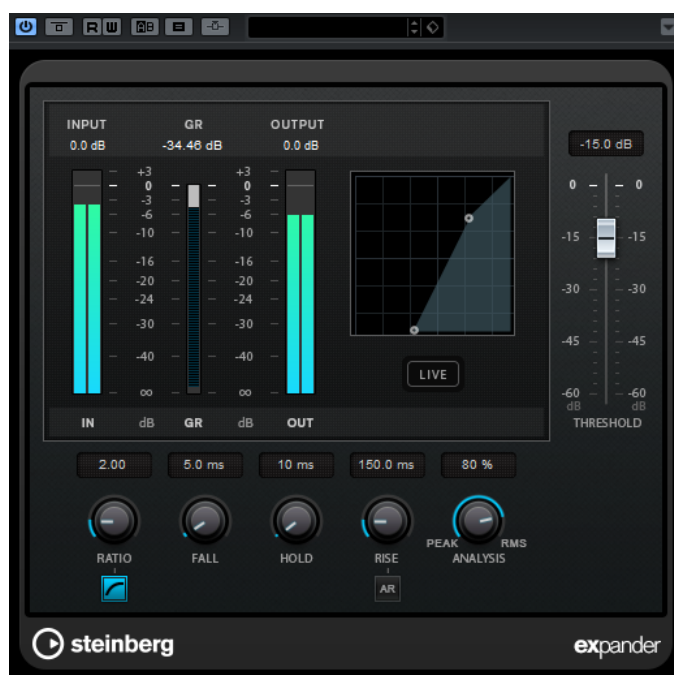 R W AB
INPUT GR OUTPUT
0.0 dB -34.46 dB 0.0 dB
-15.0 dB
+3 +3
0 0 0 0
-3 -3
-6 -6
-10 -10
-15 -15
-16 -16
-20 -20
-24 -24
-30 -30
-30 -30
-40 -40
-45 -45
LIVE
∞ ∞
-60 -60
dB dB
IN dB GR dB OUT
THRESHOLD
2.00 5.0 ms 10 ms 150.0 ms 80 %
PEAK RMS
RATIO FALL HOLD RISE ANALYSIS
AR
steinberg
expander